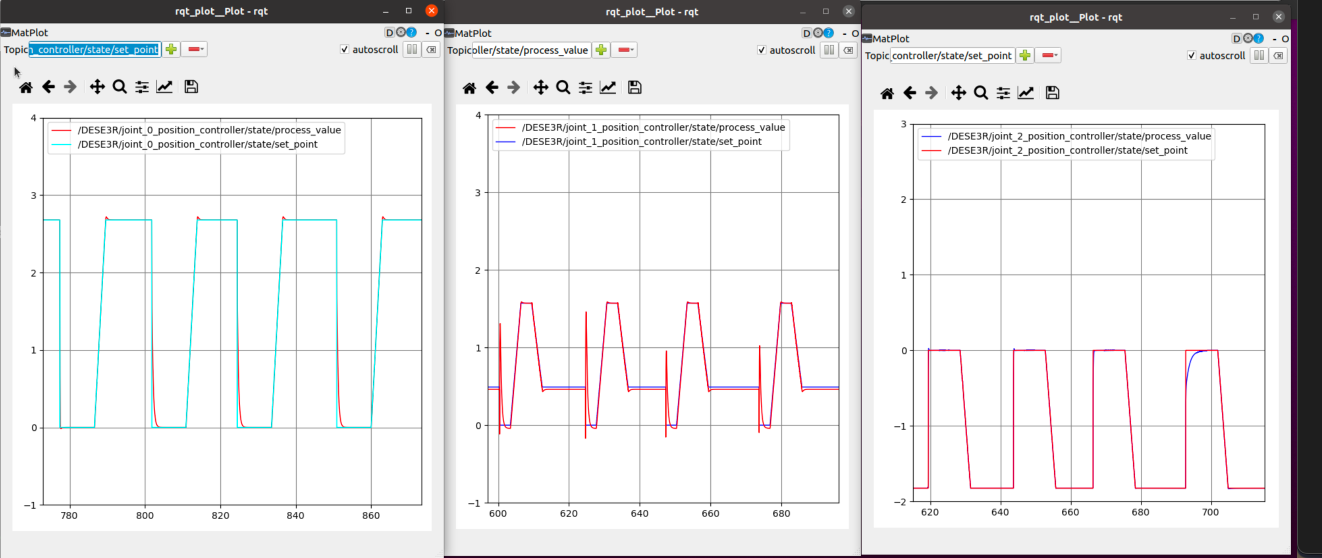 rqt_plot__Plot - rqt
MatPlot
D
?
- O
Topic
n_controller/state/set_point
autoscroll
/DESE3R/joint_0_position_controller/state/process_value
/DESE3R/joint_0_position_controller/state/set_point
4
3
2
1
0
−1
780 800 820 840 860
rqt_plot__Plot - rqt
MatPlot
D
?
- O
Topic
oller/state/process_value
autoscroll
/DESE3R/joint_1_position_controller/state/process_value
/DESE3R/joint_1_position_controller/state/set_point
4
3
2
1
0
−1
600 620 640 660 680
rqt_plot__Plot - rqt
MatPlot
D
?
- O
Topic
controller/state/set_point
autoscroll
/DESE3R/joint_2_position_controller/state/process_value
/DESE3R/joint_2_position_controller/state/set_point
3
2
1
0
−1
−2
620 640 660 680 700